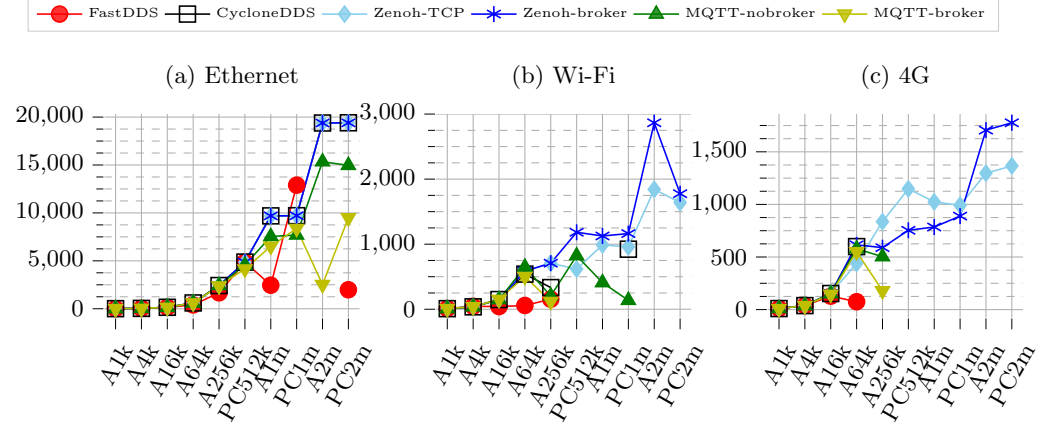 FastDDS CycloneDDS Zenoh-TCP Zenoh-broker MQTT-nobroker MQTT-broker
(a) Ethernet
20,000
15,000
10,000
5,000
0
A1k A4k A16k A64k A256k PC512k A1m PC1m A2m PC2m
(b) Wi-Fi
3,000
2,000
1,000
0
A1k A4k A16k A64k A256k PC512k A1m PC1m A2m PC2m
(c) 4G
1,500
1,000
500
0
A1k A4k A16k A64k A256k PC512k A1m PC1m A2m PC2m